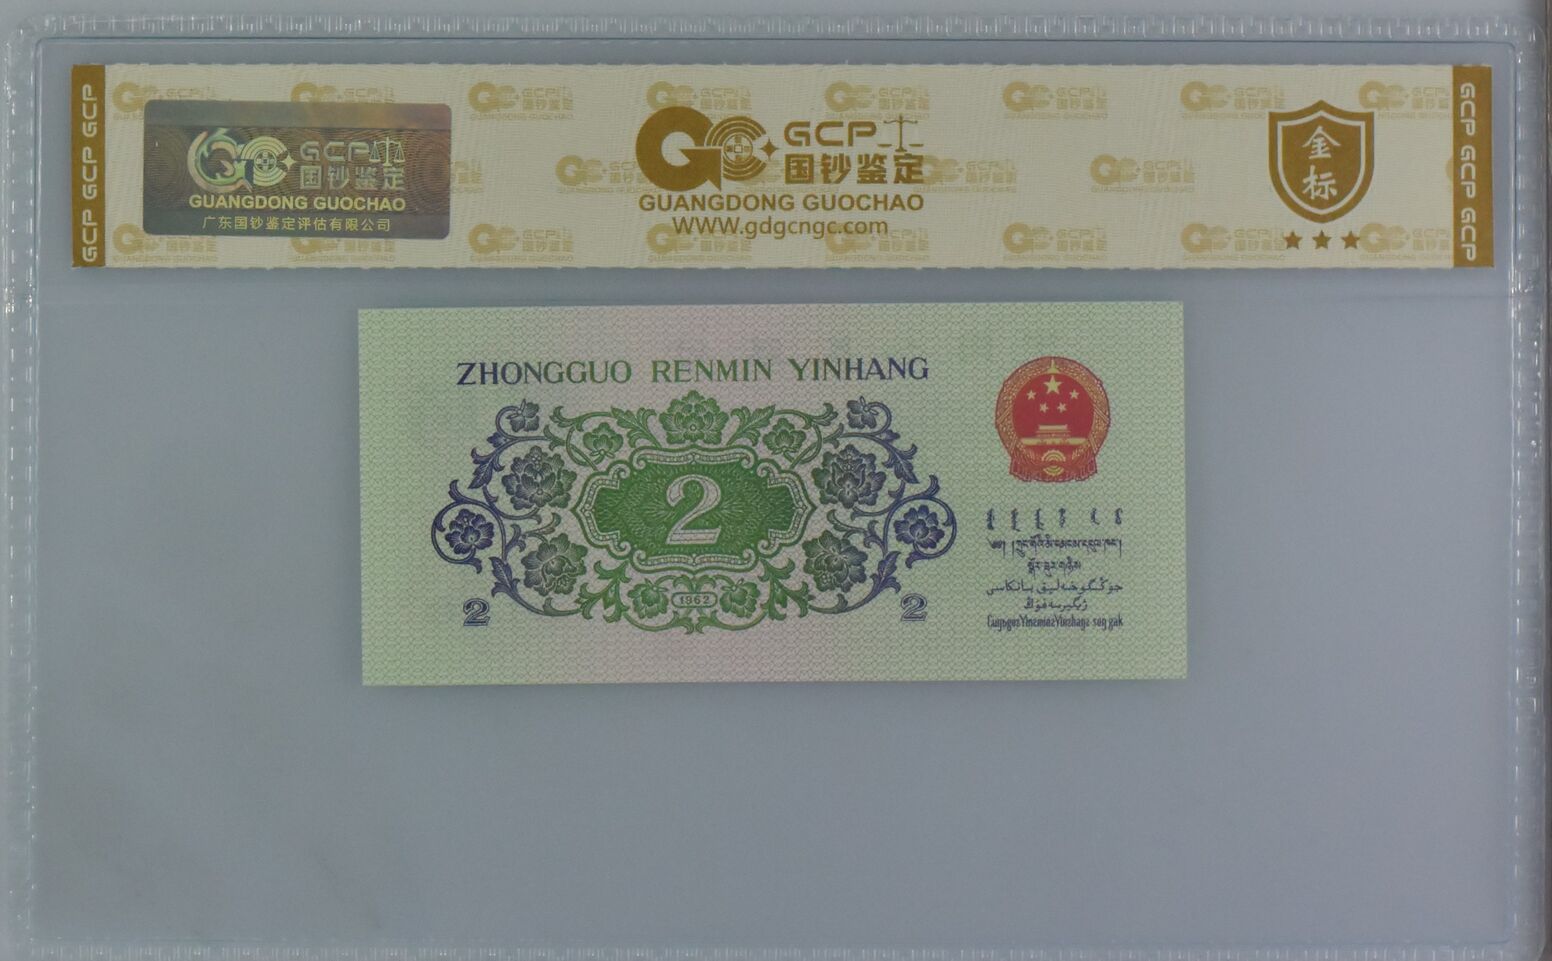 GCP GCP GCP
GCP
国钞鉴定
GUANGDONG GUOCHAO
广东国钞鉴定评估有限公司
GCP
国钞鉴定
GUANGDONG GUOCHAO
WWW.gdgcngc.com
金标
GCP GCP GCP
ZHONGGUO RENMIN YINHANG
2
1962
2
2